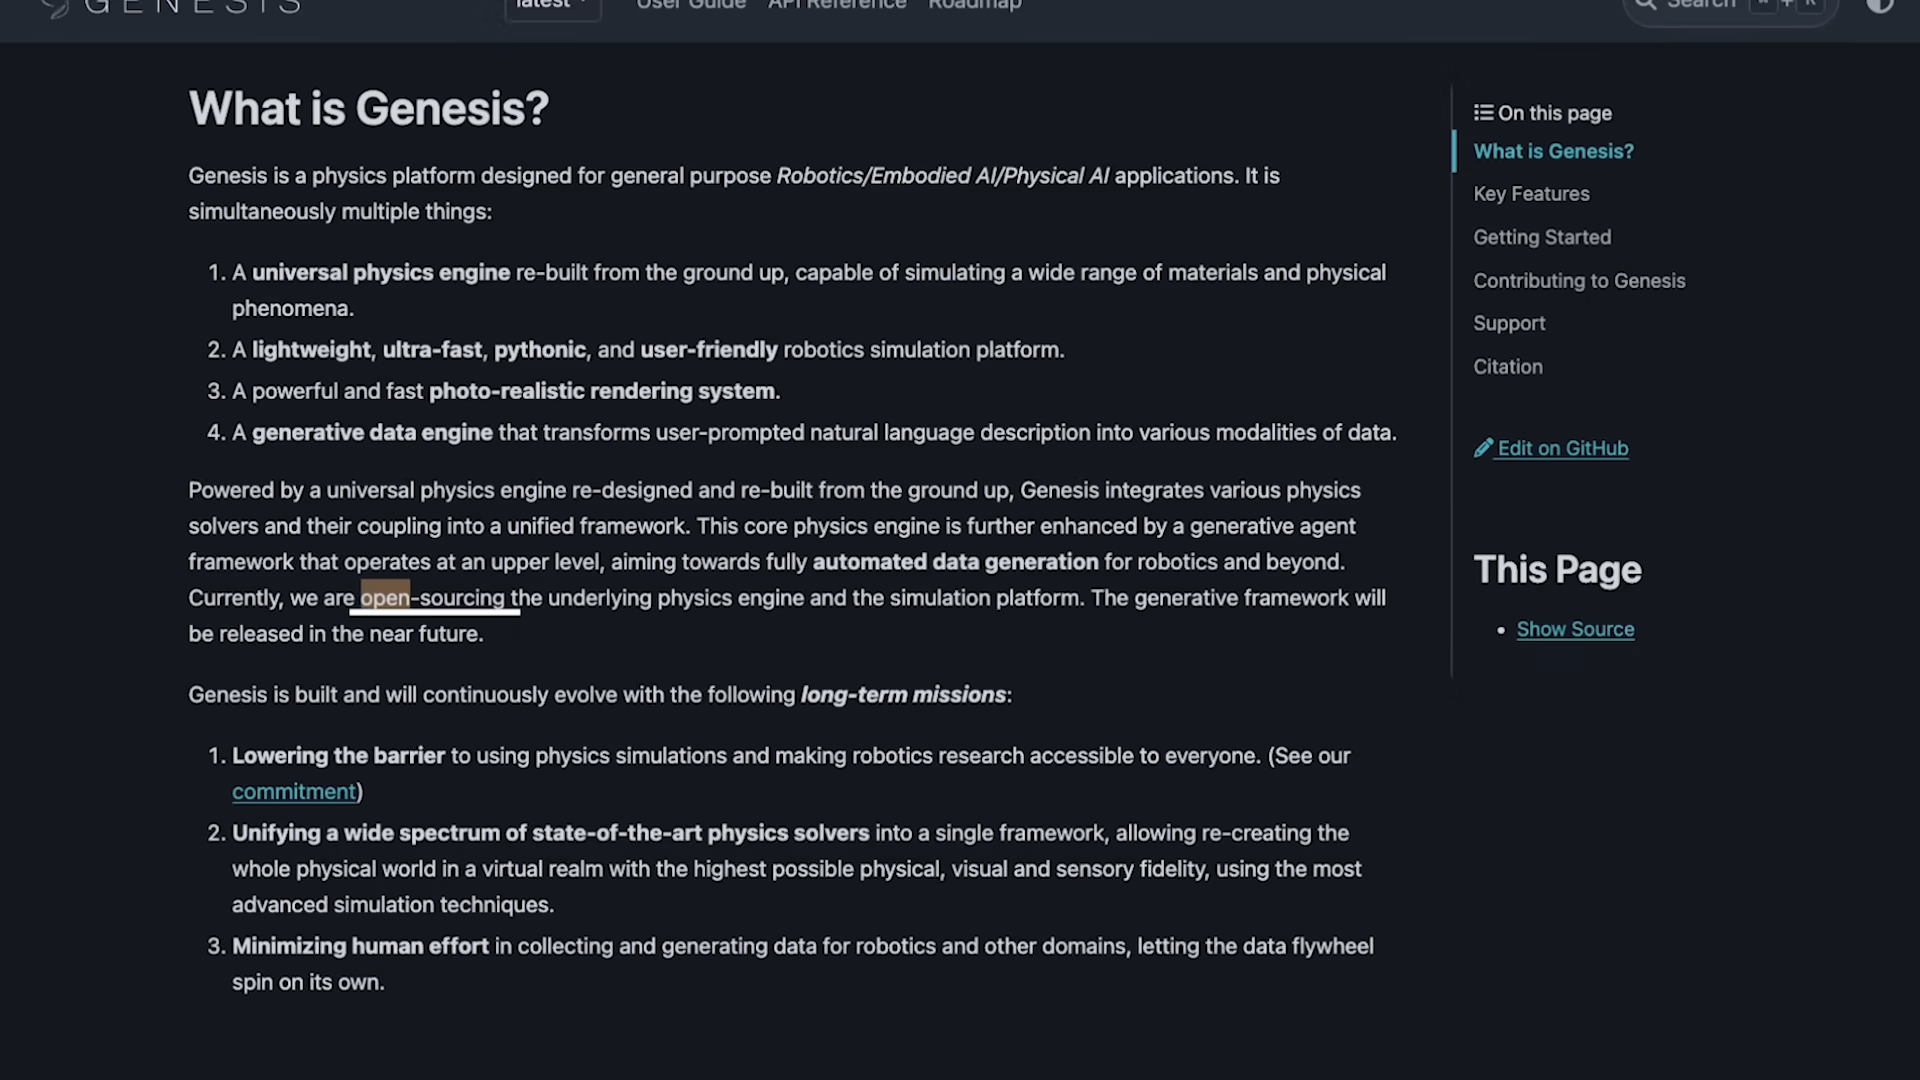 GENESIS
latest
User Guide API Reference Roadmap
Search + K
What is Genesis?
Genesis is a physics platform designed for general purpose Robotics/Embodied AI/Physical AI applications. It is
simultaneously multiple things:
1. A universal physics engine re-built from the ground up, capable of simulating a wide range of materials and physical
phenomena.
2. A lightweight, ultra-fast, pythonic, and user-friendly robotics simulation platform.
3. A powerful and fast photo-realistic rendering system.
4. A generative data engine that transforms user-prompted natural language description into various modalities of data.
Powered by a universal physics engine re-designed and re-built from the ground up, Genesis integrates various physics
solvers and their coupling into a unified framework. This core physics engine is further enhanced by a generative agent
framework that operates at an upper level, aiming towards fully automated data generation for robotics and beyond.
Currently, we are open-sourcing the underlying physics engine and the simulation platform. The generative framework will
be released in the near future.
Genesis is built and will continuously evolve with the following long-term missions:
1. Lowering the barrier to using physics simulations and making robotics research accessible to everyone. (See our
commitment)
2. Unifying a wide spectrum of state-of-the-art physics solvers into a single framework, allowing re-creating the
whole physical world in a virtual realm with the highest possible physical, visual and sensory fidelity, using the most
advanced simulation techniques.
3. Minimizing human effort in collecting and generating data for robotics and other domains, letting the data flywheel
spin on its own.
On this page
What is Genesis?
Key Features
Getting Started
Contributing to Genesis
Support
Citation
Edit on GitHub
This Page
• Show Source